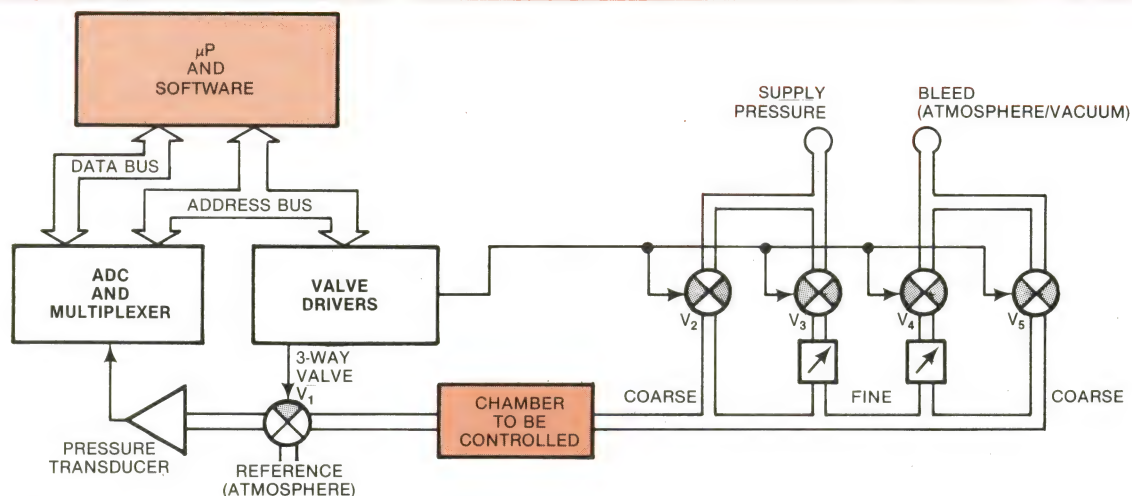 μP
AND
SOFTWARE
DATA BUS
ADDRESS BUS
ADC
AND
MULTIPLEXER
VALVE
DRIVERS
3-WAY
VALVE
V1
PRESSURE
TRANSDUCER
REFERENCE
(ATMOSPHERE)
CHAMBER
TO BE
CONTROLLED
SUPPLY
PRESSURE
BLEED
(ATMOSPHERE/VACUUM)
V2
V3
V4
V5
COARSE
FINE
COARSE